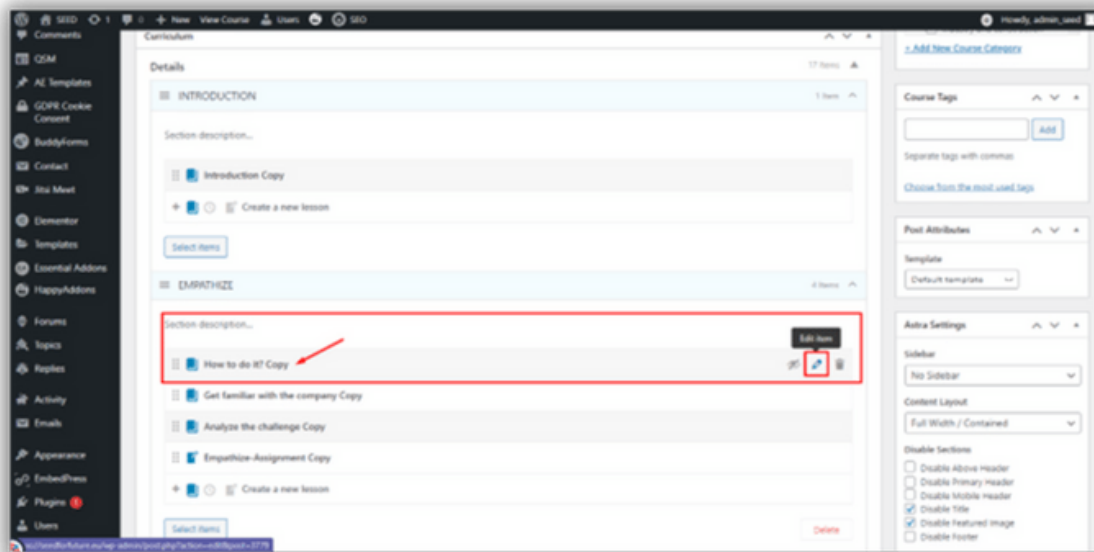 SEED 1 0 + New View Course Users SEO Howdy, admin_seed
Comments
QSM
AE Templates
GDPR Cookie
Consent
BuddyForms
Contact
Jitsi Meet
Elementor
Templates
Essential Addons
HappyAddons
Forums
Topics
Replies
Activity
Emails
Appearance
EmbedPress
Plugins 1
Users
Curriculum
Details 17 Items
INTRODUCTION 1 Item
Section description...
Introduction Copy
+ Create a new lesson
Select items
EMPATHIZE 4 Items
Section description...
Edit item
How to do it? Copy
Get familiar with the company Copy
Analyze the challenge Copy
Empathize-Assignment Copy
+ Create a new lesson
Select items Delete
+ Add New Course Category
Course Tags
Add
Separate tags with commas
Choose from the most used tags
Post Attributes
Template
Default template
Astra Settings
Sidebar
No Sidebar
Content Layout
Full Width / Contained
Disable Sections
Disable Above Header
Disable Primary Header
Disable Mobile Header
Disable Title
Disable Featured Image
Disable Footer